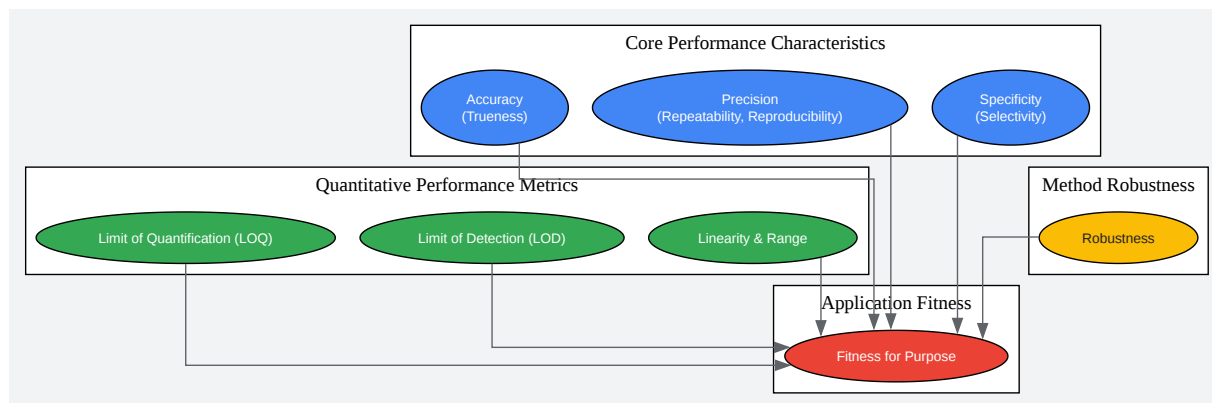 Core Performance Characteristics
Accuracy
(Trueness)
Precision
(Repeatability, Reproducibility)
Specificity
(Selectivity)
Quantitative Performance Metrics
Limit of Quantification (LOQ)
Limit of Detection (LOD)
Linearity & Range
Method Robustness
Robustness
Application Fitness
Fitness for Purpose